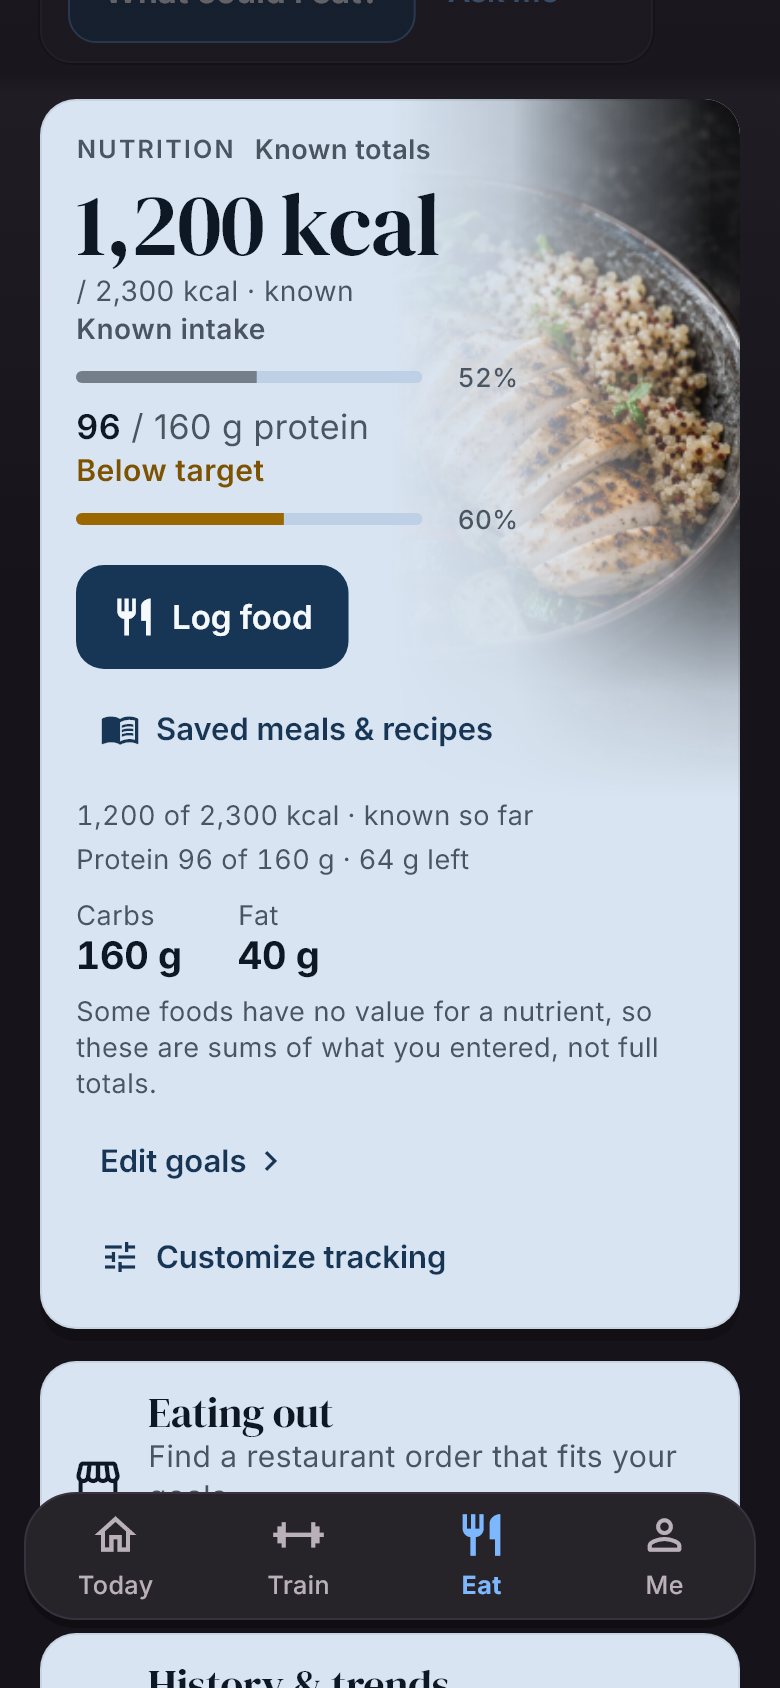 NUTRITION Known totals
1,200 kcal
/ 2,300 kcal · known
Known intake
52%
96 / 160 g protein
Below target
60%
Log food
Saved meals & recipes
1,200 of 2,300 kcal · known so far
Protein 96 of 160 g · 64 g left
Carbs Fat
160 g 40 g
Some foods have no value for a nutrient, so
these are sums of what you entered, not full
totals.
Edit goals
Customize tracking
Eating out
Find a restaurant order that fits your
Today Train Eat Me
History & trends